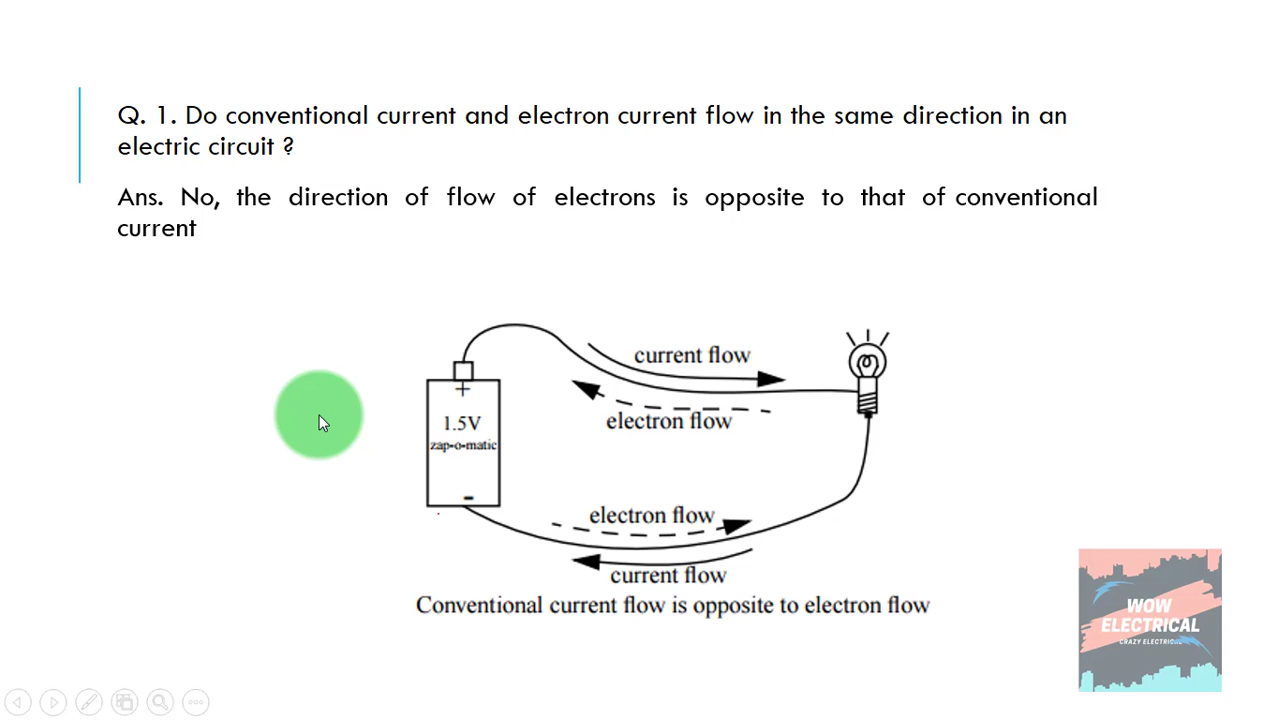 Q. 1. Do conventional current and electron current flow in the same direction in an
electric circuit ?
Ans. No, the direction of flow of electrons is opposite to that of conventional
current
current flow
+
1.5V
electron flow
zap-o-matic
-
electron flow
current flow
Conventional current flow is opposite to electron flow
WOW
ELECTRICAL
CRAZY ELECTRICAL